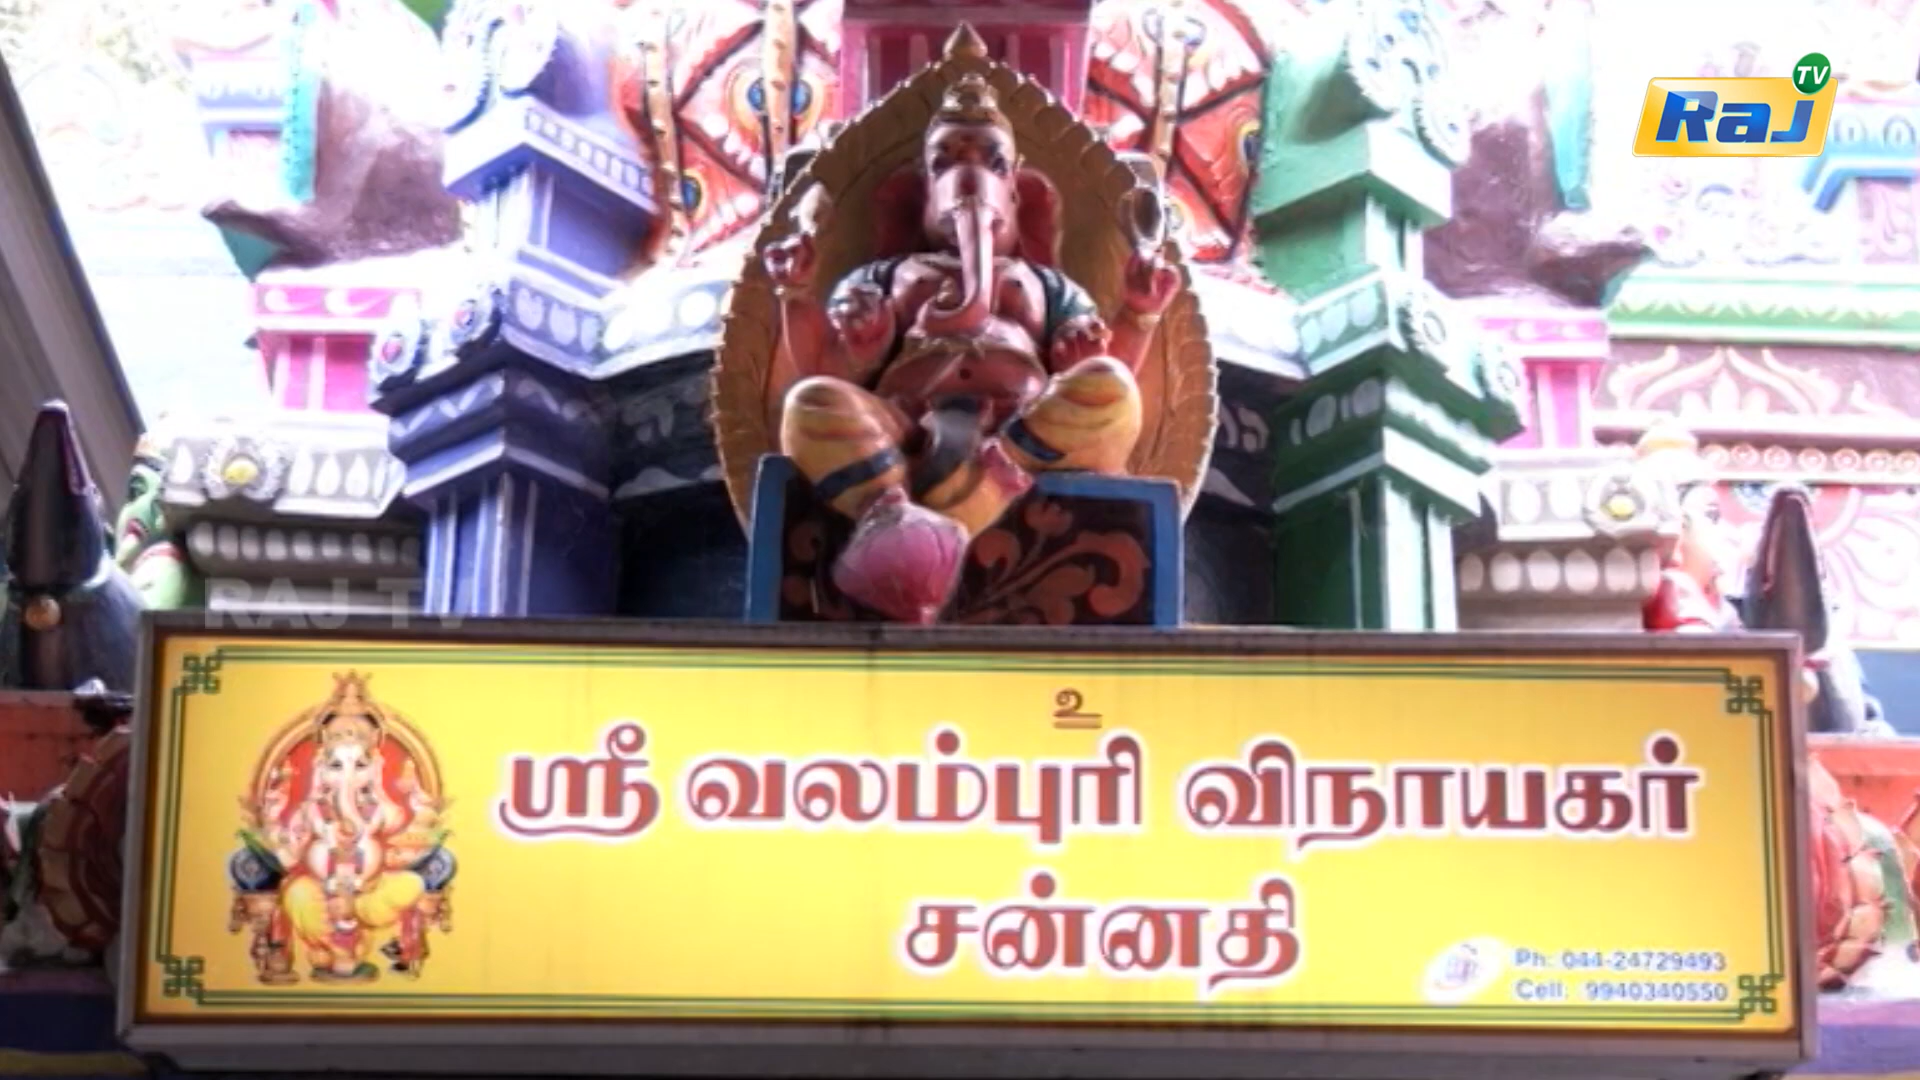 Raj TV
RAJ TV
உ
ஸ்ரீ வலம்புரி விநாயகர்
சன்னதி
Ph: 044-24729493
Cell: 9940340550